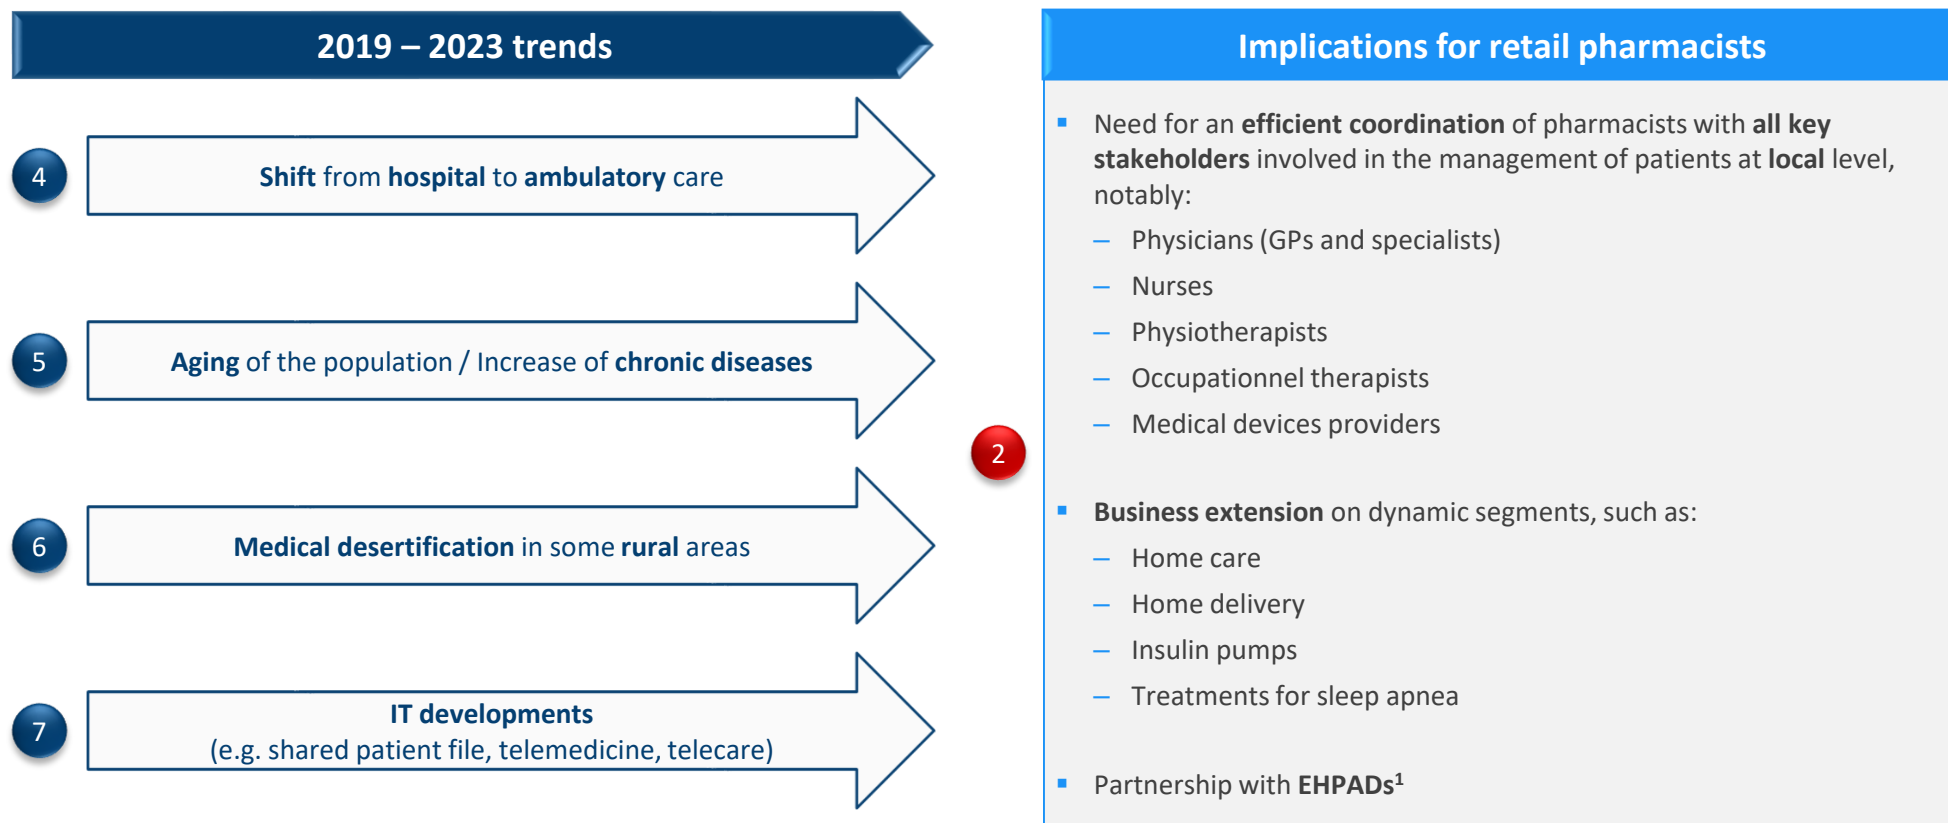 2019 – 2023 trends
4
Shift from hospital to ambulatory care
5
Aging of the population / Increase of chronic diseases
6
Medical desertification in some rural areas
7
IT developments
(e.g. shared patient file, telemedicine, telecare)
2
Implications for retail pharmacists
▪ Need for an efficient coordination of pharmacists with all key
stakeholders involved in the management of patients at local level,
notably:
– Physicians (GPs and specialists)
– Nurses
– Physiotherapists
– Occupationnel therapists
– Medical devices providers
▪ Business extension on dynamic segments, such as:
– Home care
– Home delivery
– Insulin pumps
– Treatments for sleep apnea
▪ Partnership with EHPADs¹